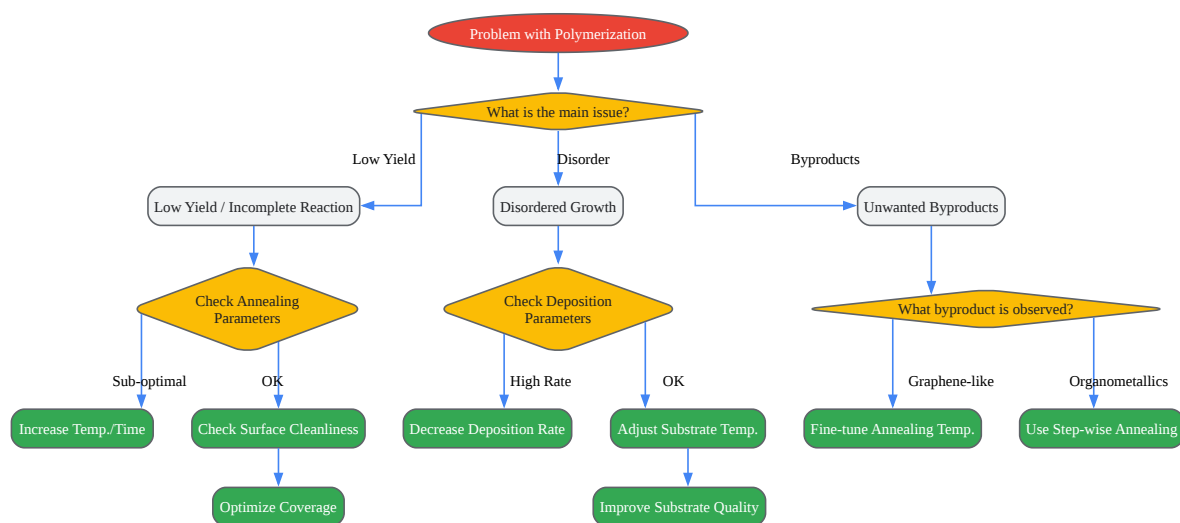 Problem with Polymerization
What is the main issue?
Low Yield
Disorder
Byproducts
Low Yield / Incomplete Reaction
Disordered Growth
Unwanted Byproducts
Check Annealing
Parameters
Check Deposition
Parameters
What byproduct is observed?
Sub-optimal
OK
High Rate
OK
Graphene-like
Organometallics
Increase Temp./Time
Check Surface Cleanliness
Decrease Deposition Rate
Adjust Substrate Temp.
Fine-tune Annealing Temp.
Use Step-wise Annealing
Optimize Coverage
Improve Substrate Quality